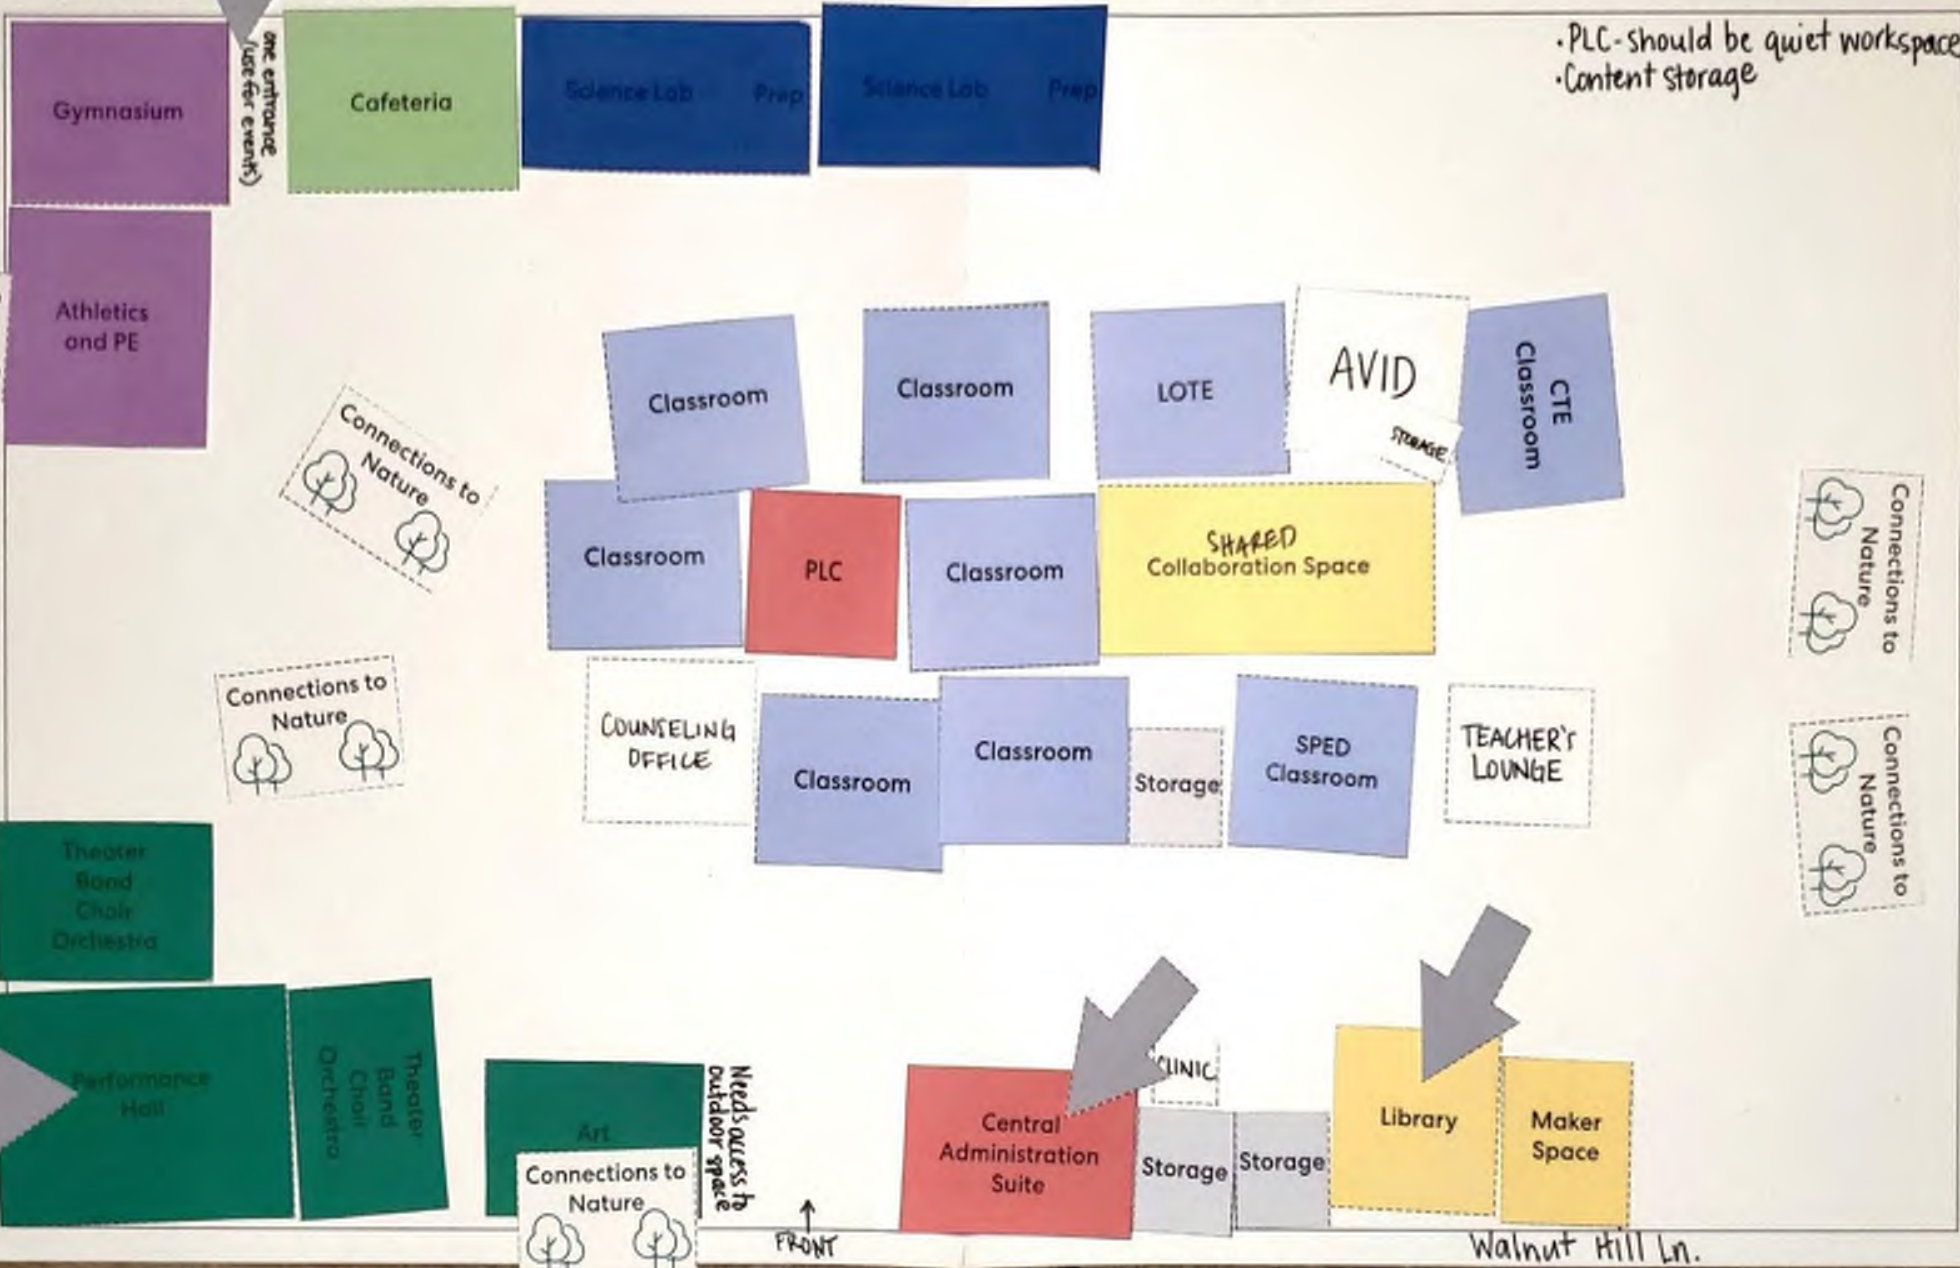 ·PLC-should be quiet workspace
·Content storage
Gymnasium
one entrance
(use for events)
Cafeteria
Science Lab
Prep
Science Lab
Prep
Athletics
and PE
Connections to
Nature
Classroom
Classroom
LOTE
AVID
STORAGE
CTE
Classroom
Classroom
PLC
Classroom
SHARED
Collaboration Space
Connections to
Nature
Connections to
Nature
COUNSELING
OFFICE
Classroom
Classroom
Storage
SPED
Classroom
TEACHER'S
LOUNGE
Connections to
Nature
Theater
Band
Choir
Orchestra
Performance
Hall
Theater
Band
Choir
Orchestra
Art
Needs access to
outdoor space
Connections to
Nature
FRONT
Central
Administration
Suite
CLINIC
Storage
Storage
Library
Maker
Space
Walnut Hill Ln.